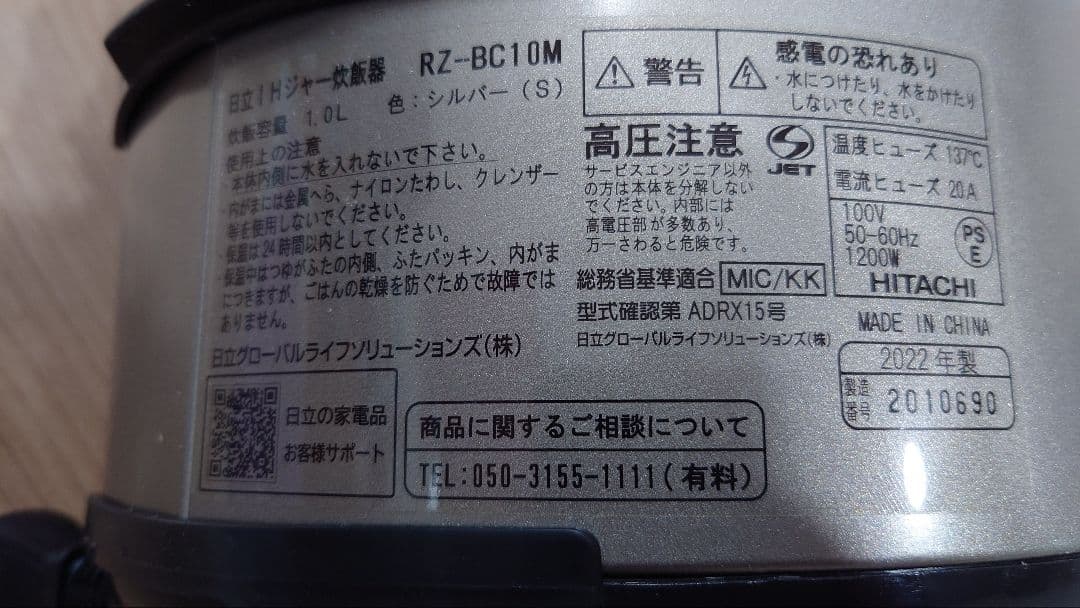 日立IHジャー炊飯器 RZ-BC10M
炊飯容量 1.0L 色：シルバー（S）
使用上の注意
・本体内側に水を入れないで下さい。
・内がまには金属へら、ナイロンたわし、クレンザー
等を使用しないでください。
・保温は24時間以内としてください。
・保温中はつゆがふたの内側、ふたパッキン、内がま
につきますが、ごはんの乾燥を防ぐためで故障では
ありません。
日立グローバルライフソリューションズ(株)
日立の家電品
お客様サポート
警告
感電の恐れあり
・水につけたり、水をかけたり
しないでください。
高圧注意
サービスエンジニア以外
の方は本体を分解しない
でください。内部には
高電圧部が多数あり、
万一さわると危険です。
JET
温度ヒューズ 137℃
電流ヒューズ 20A
100V
50-60Hz
1200W
PS
E
HITACHI
総務省基準適合 MIC/KK
型式確認第 ADRX15号
日立グローバルライフソリューションズ(株)
MADE IN CHINA
2022年製
製造
番号 2010690
商品に関するご相談について
TEL:050-3155-1111(有料)